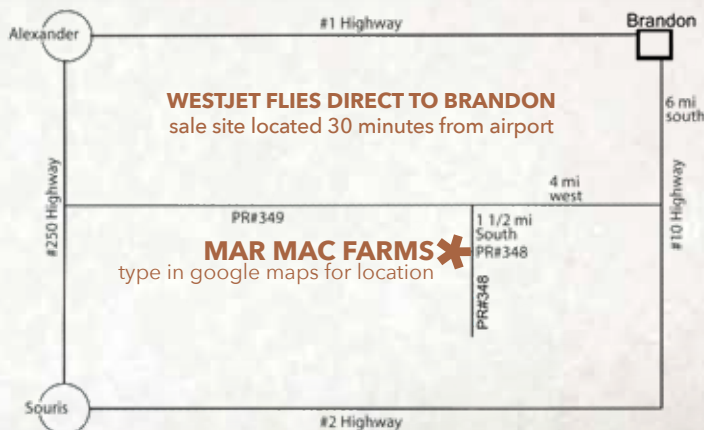 #1 Highway
Brandon
Alexander
WESTJET FLIES DIRECT TO BRANDON
sale site located 30 minutes from airport
6 mi
south
#250 Highway
#10 Highway
4 mi
west
PR#349
1 1/2 mi
South
PR#348
MAR MAC FARMS*
type in google maps for location
PR#348
Souris
#2 Highway